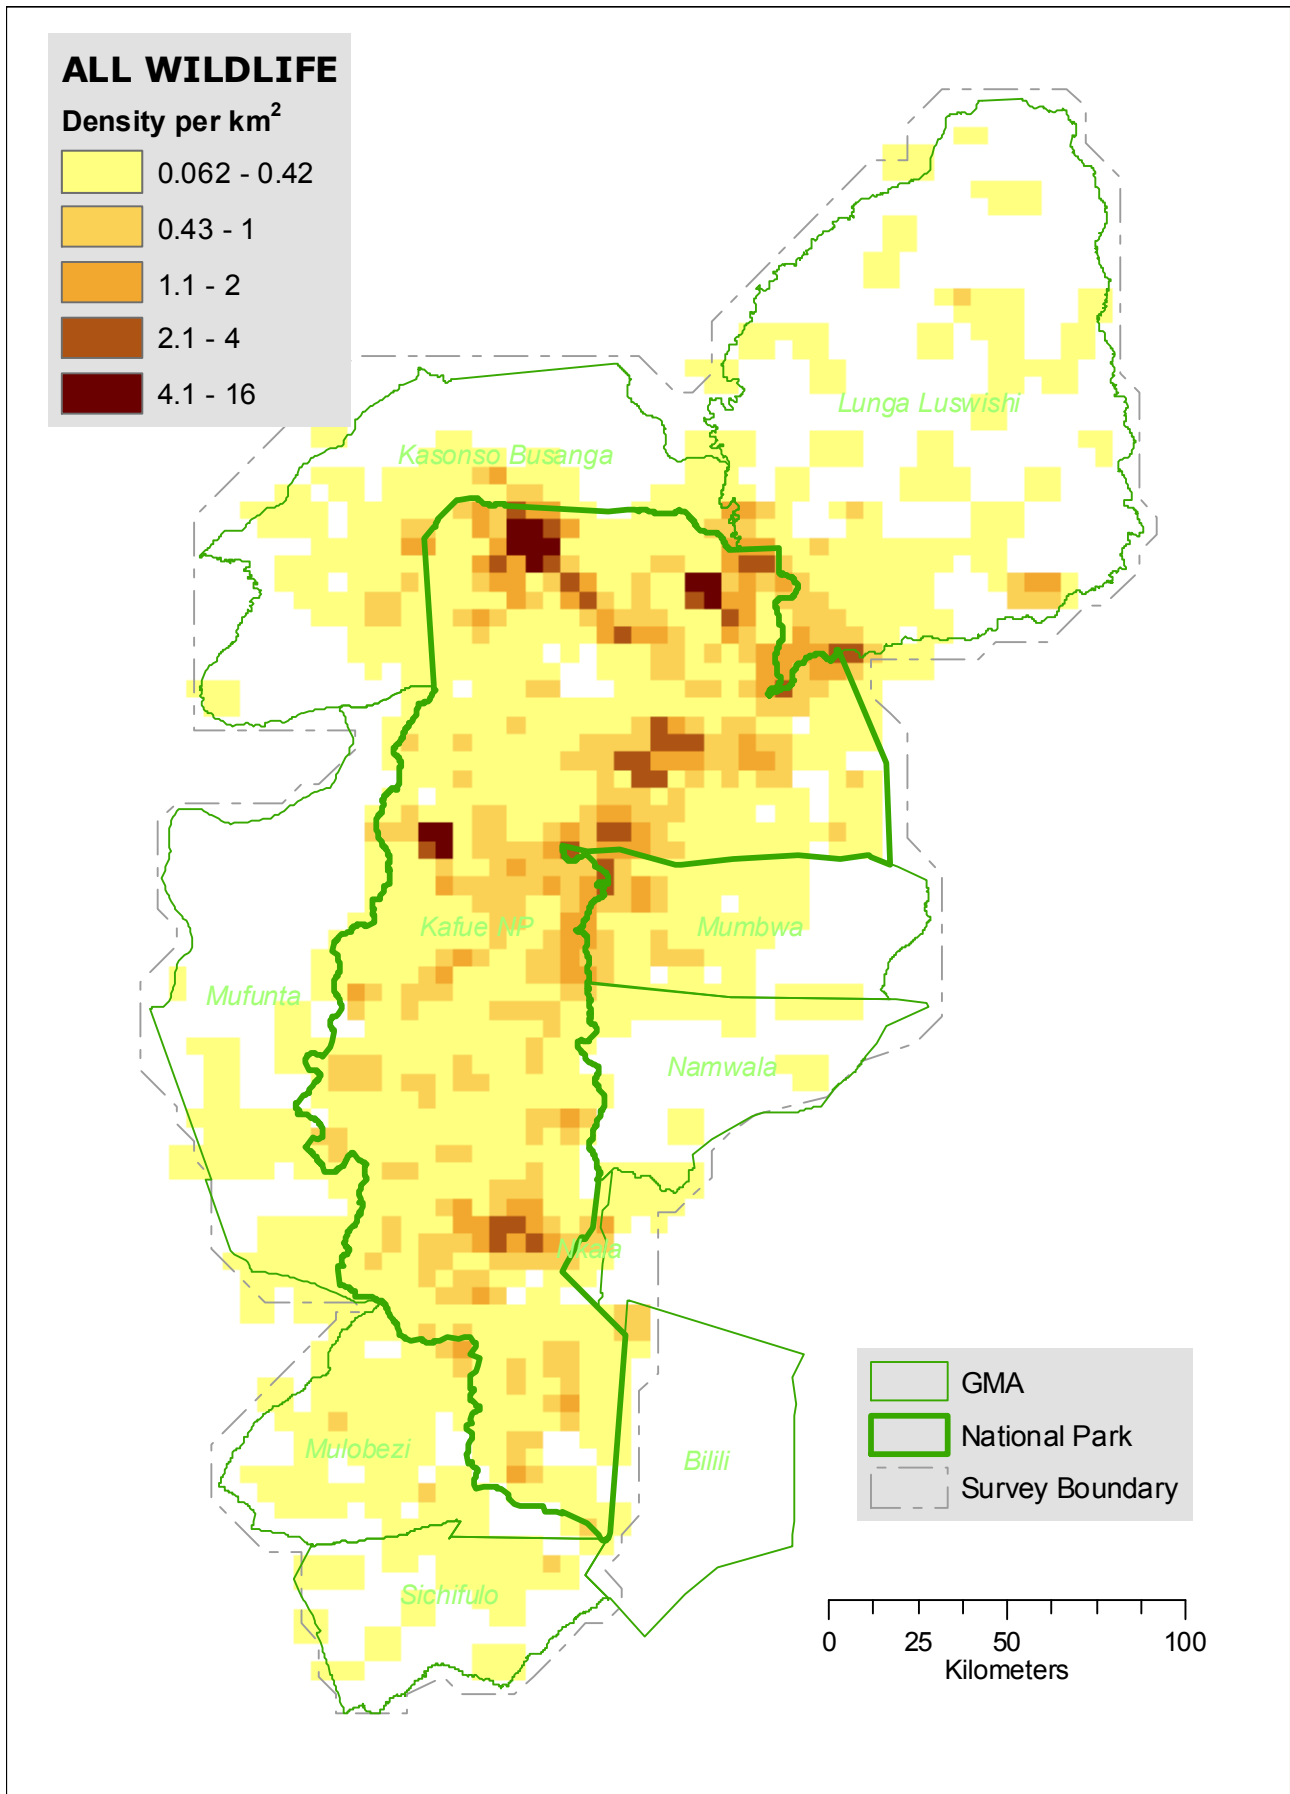 ALL WILDLIFE
Density per km²
0.062 - 0.42
0.43 - 1
1.1 - 2
2.1 - 4
4.1 - 16
Lunga Luswishi
Kasonso Busanga
Kafue NP
Mumbwa
Mufunta
Namwala
Nkala
Mulobezi
Bilili
Sichifulo
GMA
National Park
Survey Boundary
0 25 50 100
Kilometers